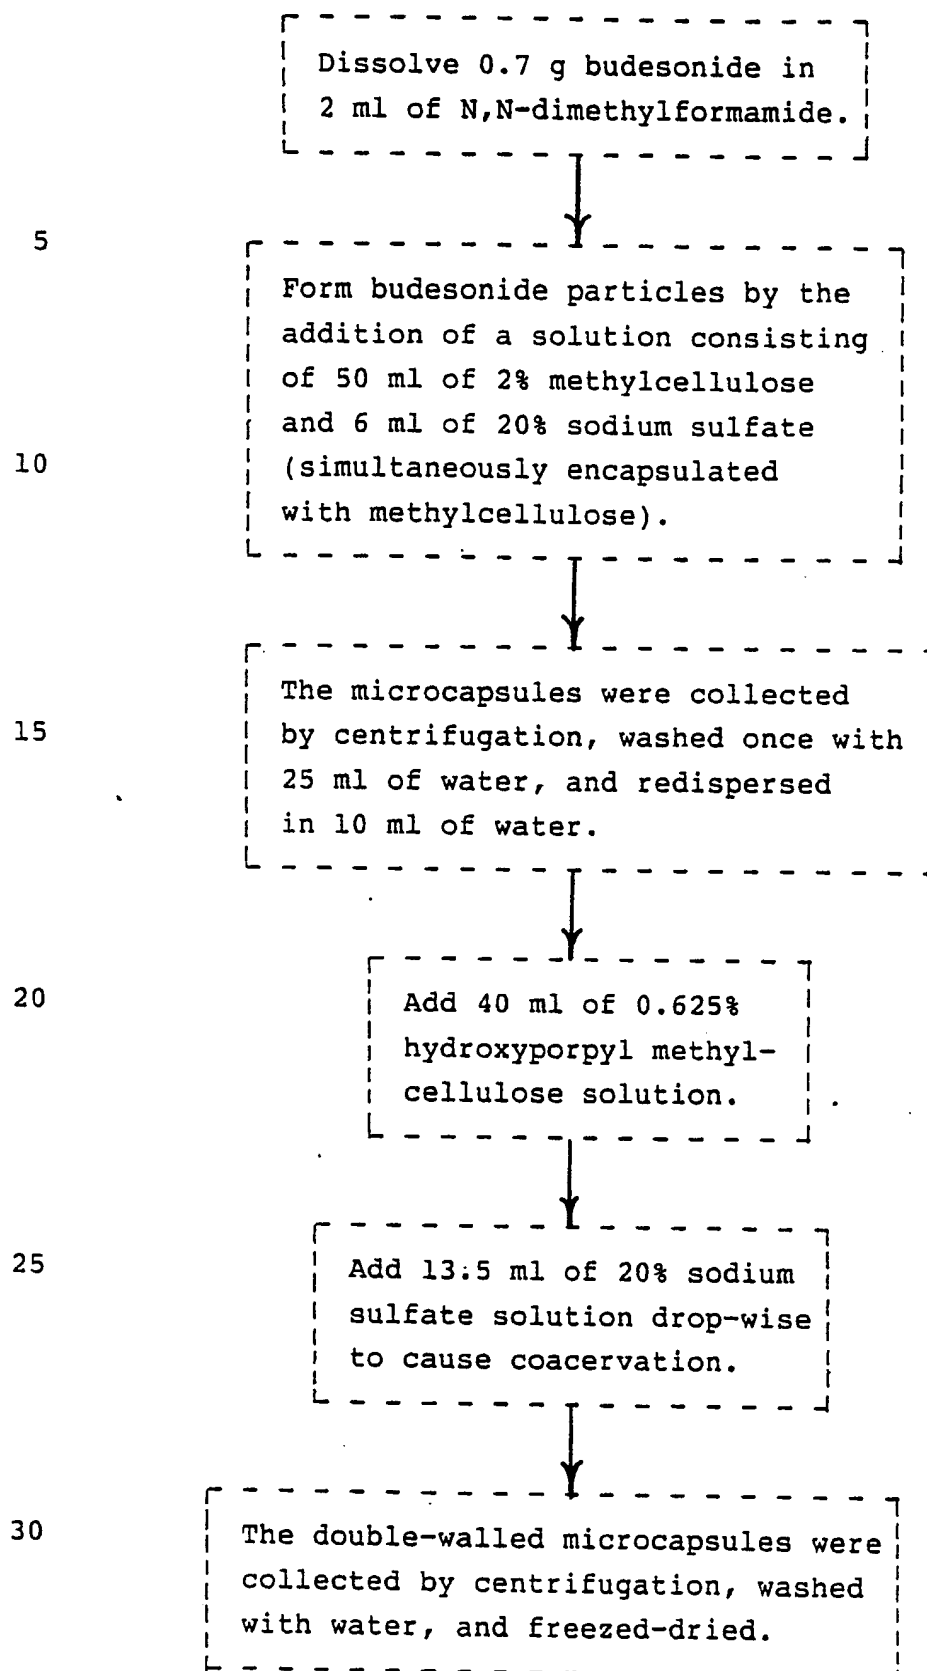 Dissolve 0.7 g budesonide in
2 ml of N,N-dimethylformamide.
5
Form budesonide particles by the
addition of a solution consisting
of 50 ml of 2% methylcellulose
and 6 ml of 20% sodium sulfate
10
(simultaneously encapsulated
with methylcellulose).
The microcapsules were collected
15
by centrifugation, washed once with
25 ml of water, and redispersed
in 10 ml of water.
20
Add 40 ml of 0.625%
hydroxyporpyl methyl-
cellulose solution.
25
Add 13.5 ml of 20% sodium
sulfate solution drop-wise
to cause coacervation.
30
The double-walled microcapsules were
collected by centrifugation, washed
with water, and freezed-dried.